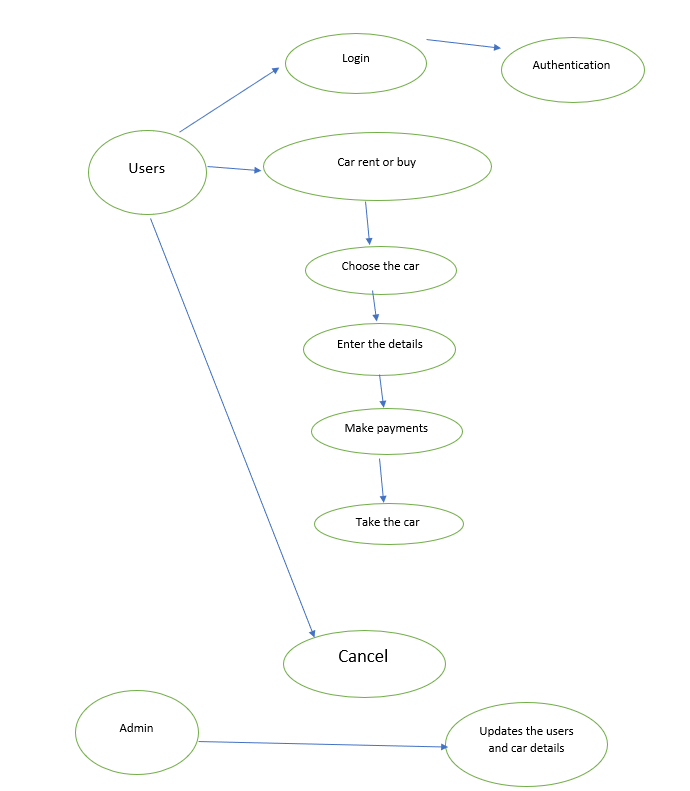 Login
Authentication
Users
Car rent or buy
Choose the car
Enter the details
Make payments
Take the car
Cancel
Admin
Updates the users
and car details